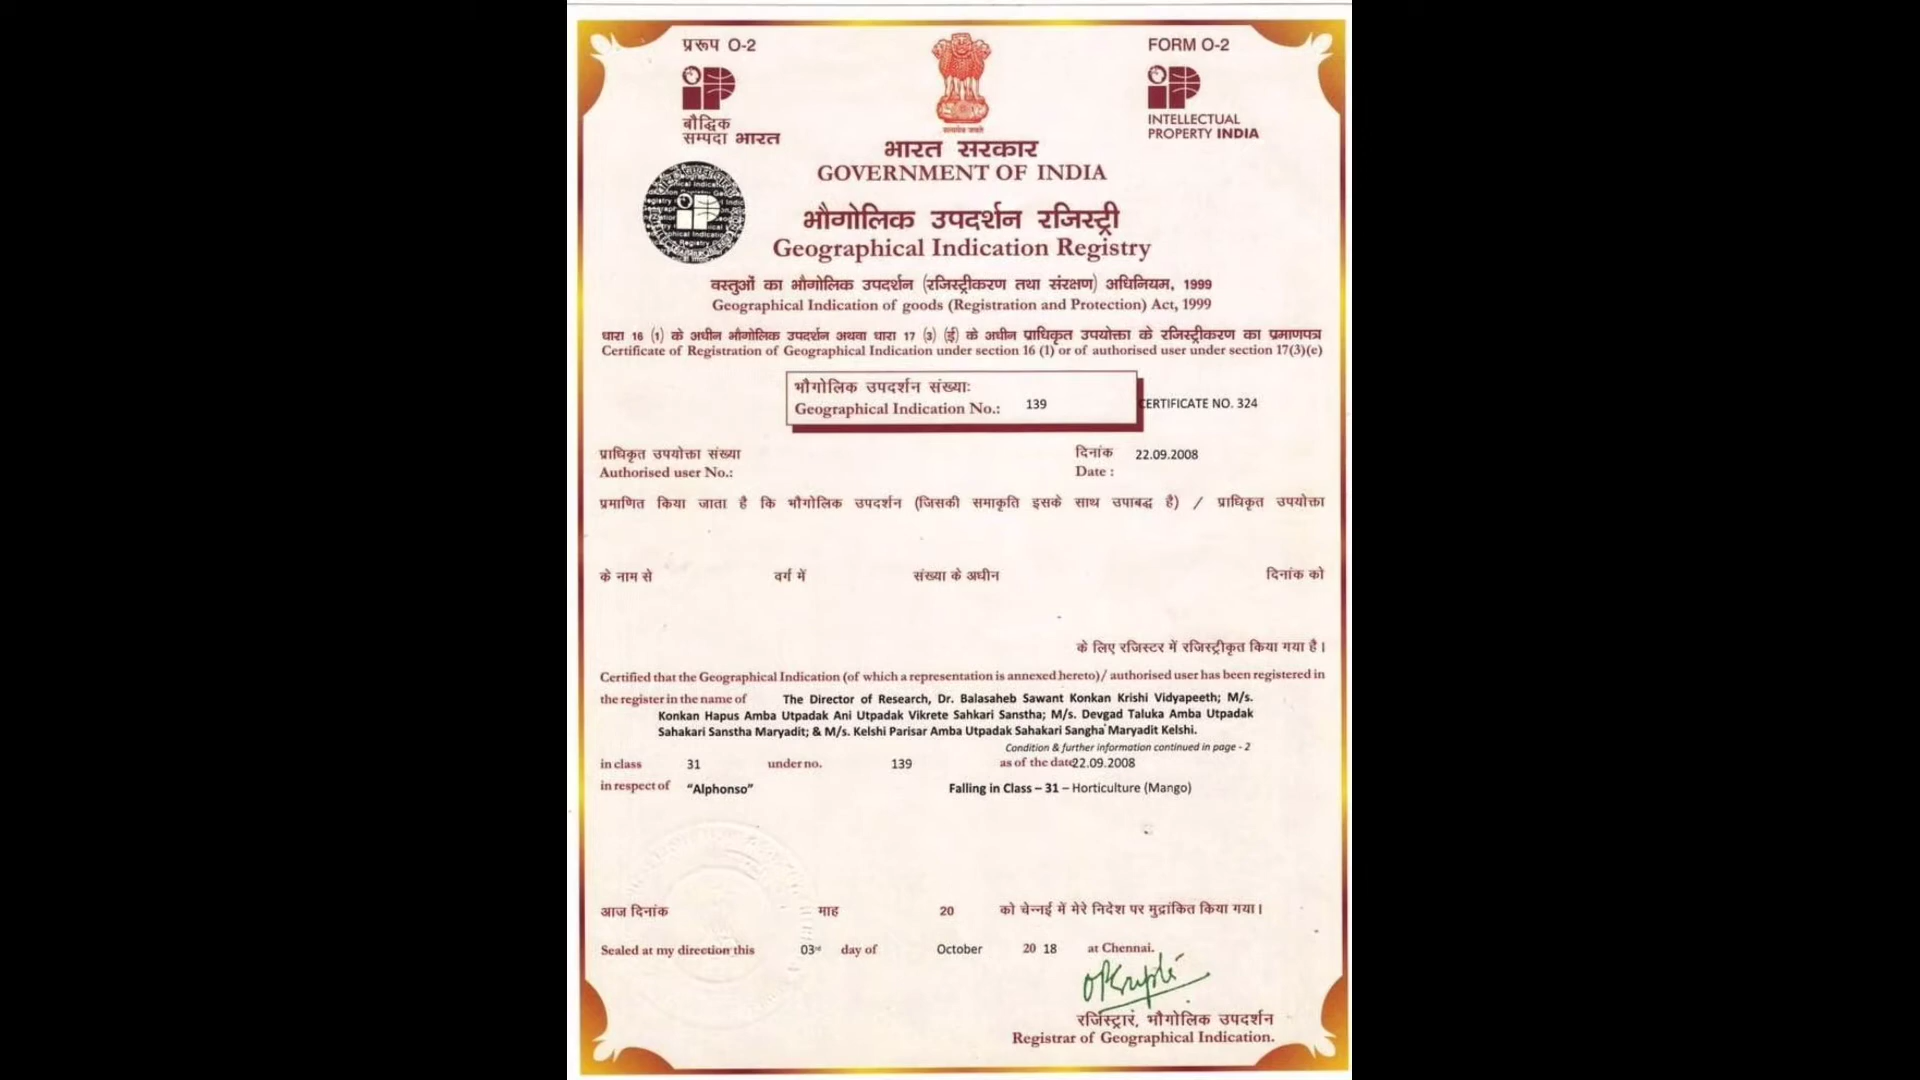 प्ररूप O-2
FORM O-2
बौद्धिक
सम्पदा भारत
INTELLECTUAL
PROPERTY INDIA
सत्यमेव जयते
भारत सरकार
GOVERNMENT OF INDIA
भौगोलिक उपदर्शन रजिस्ट्री
Geographical Indication Registry
वस्तुओं का भौगोलिक उपदर्शन (रजिस्ट्रीकरण तथा संरक्षण) अधिनियम, 1999
Geographical Indication of goods (Registration and Protection) Act, 1999
धारा 16 (1) के अधीन भौगोलिक उपदर्शन अथवा धारा 17 (3) (ई) के अधीन प्राधिकृत उपयोक्ता के रजिस्ट्रीकरण का प्रमाणपत्र
Certificate of Registration of Geographical Indication under section 16 (1) or of authorised user under section 17(3)(e)
भौगोलिक उपदर्शन संख्याः
Geographical Indication No.: 139 CERTIFICATE NO. 324
प्राधिकृत उपयोक्ता संख्या दिनांक 22.09.2008
Authorised user No.: Date :
प्रमाणित किया जाता है कि भौगोलिक उपदर्शन (जिसकी समाकृति इसके साथ उपाबद्ध है) / प्राधिकृत उपयोक्ता
के नाम से वर्ग में संख्या के अधीन दिनांक को
के लिए रजिस्टर में रजिस्ट्रीकृत किया गया है।
Certified that the Geographical Indication (of which a representation is annexed hereto)/ authorised user has been registered in
the register in the name of The Director of Research, Dr. Balasaheb Sawant Konkan Krishi Vidyapeeth; M/s.
Konkan Hapus Amba Utpadak Ani Utpadak Vikrete Sahkari Sanstha; M/s. Devgad Taluka Amba Utpadak
Sahakari Sanstha Maryadit; & M/s. Kelshi Parisar Amba Utpadak Sahakari Sangha Maryadit Kelshi.
Condition & further information continued in page - 2
in class 31 under no. 139 as of the date 22.09.2008
in respect of "Alphonso" Falling in Class – 31 – Horticulture (Mango)
आज दिनांक माह 20 को चेन्नई में मेरे निदेश पर मुद्रांकित किया गया।
Sealed at my direction this 03rd day of October 20 18 at Chennai.
रजिस्ट्रार, भौगोलिक उपदर्शन
Registrar of Geographical Indication.